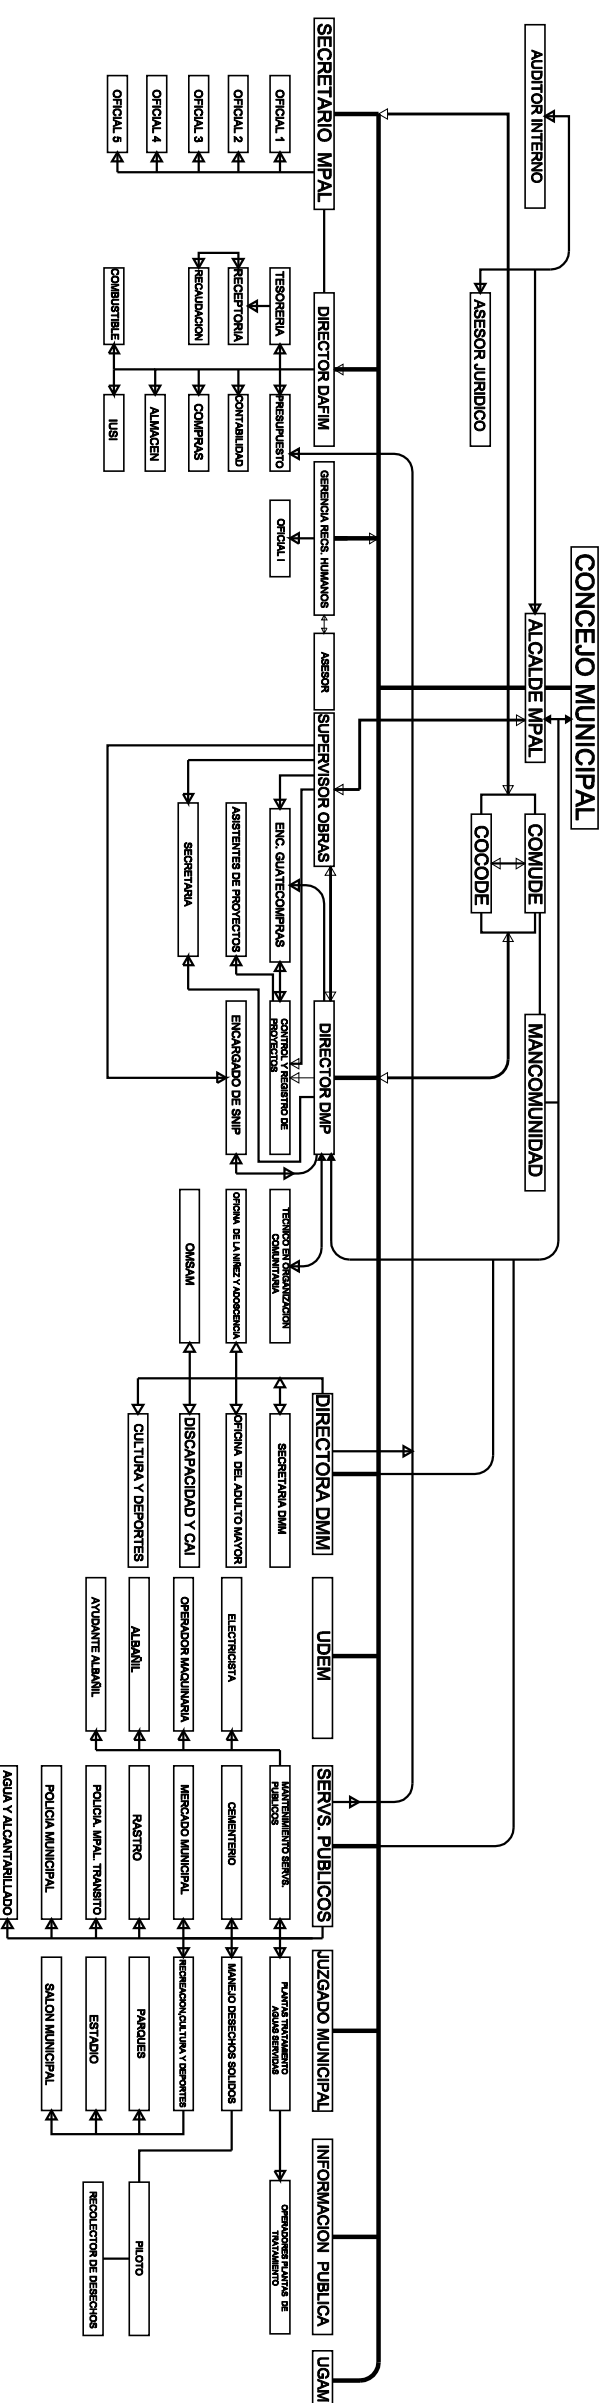 CONCEJO MUNICIPAL
AUDITOR INTERNO
ALCALDE MPAL
COMUDE
MANCOMUNIDAD
ASESOR JURIDICO
COCODE
SECRETARIO MPAL
DIRECTOR DAFIM
GERENCIA RECS. HUMANOS
ASESOR
SUPERVISOR OBRAS
DIRECTOR DMP
DIRECTORA DMM
UDEM
SERVS. PUBLICOS
JUZGADO MUNICIPAL
INFORMACION PUBLICA
UGAM
OFICIAL 1
OFICIAL 2
OFICIAL 3
OFICIAL 4
OFICIAL 5
TESORERIA
RECEPTORIA
RECAUDACION
COMBUSTIBLE
PRESUPUESTO
CONTABILIDAD
COMPRAS
ALMACEN
IUSI
OFICIAL I
ENC. GUATECOMPRAS
ASISTENTES DE PROYECTOS
SECRETARIA
CONTROL Y REGISTRO DE
PROYECTOS
ENCARGADO DE SNIP
TECNICO EN ORGANIZACION
COMUNITARIA
OFICINA DE LA NIÑEZ Y ADOSCENCIA
OMSAM
SECRETARIA DMM
OFICINA DEL ADULTO MAYOR
DISCAPACIDAD Y CAI
CULTURA Y DEPORTES
ELECTRICISTA
OPERADOR MAQUINARIA
ALBAÑIL
AYUDANTE ALBAÑIL
MANTENIMIENTO SERVS.
PUBLICOS
CEMENTERIO
MERCADO MUNICIPAL
RASTRO
POLICIA. MPAL. TRANSITO
POLICIA MUNICIPAL
AGUA Y ALCANTARILLADO
PLANTAS TRATAMIENTO
AGUAS SERVIDAS
MANEJO DESECHOS SOLIDOS
RECREACION,CULTURA Y DEPORTES
PARQUES
ESTADIO
SALON MUNICIPAL
OPERADORES PLANTAS DE
TRATAMIENTO
PILOTO
RECOLECTOR DE DESECHOS